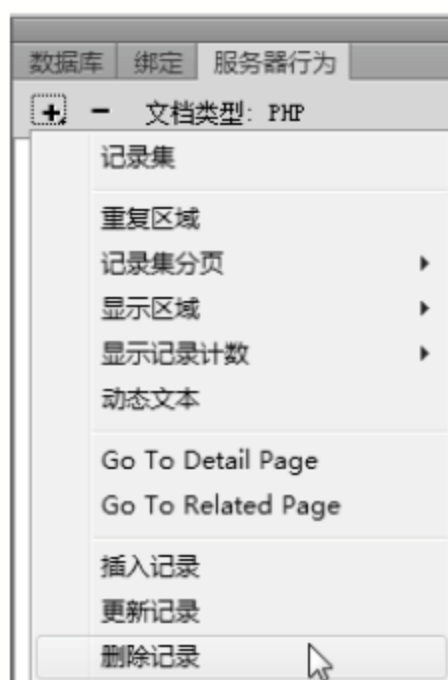 数据库 绑定 服务器行为
+ − 文档类型: PHP
记录集
重复区域
记录集分页
显示区域
显示记录计数
动态文本
Go To Detail Page
Go To Related Page
插入记录
更新记录
删除记录